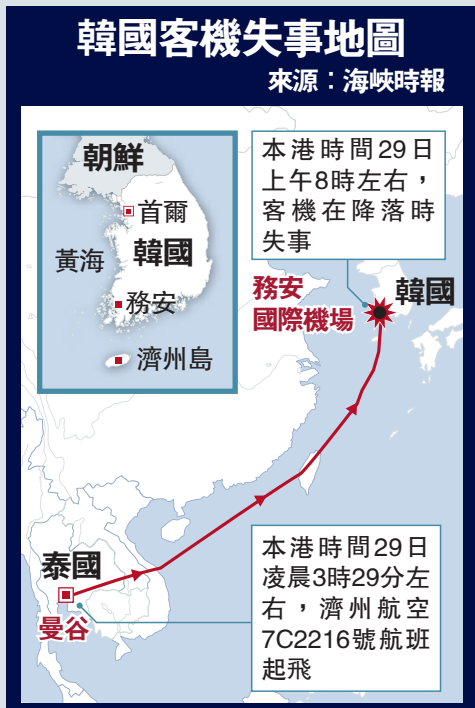 韓國客機失事地圖
來源：海峽時報
朝鮮
首爾
黃海
韓國
務安
濟州島
本港時間29日
上午8時左右，
客機在降落時
失事
務安
國際機場
韓國
泰國
曼谷
本港時間29日
凌晨3時29分左
右，濟州航空
7C2216號航班
起飛